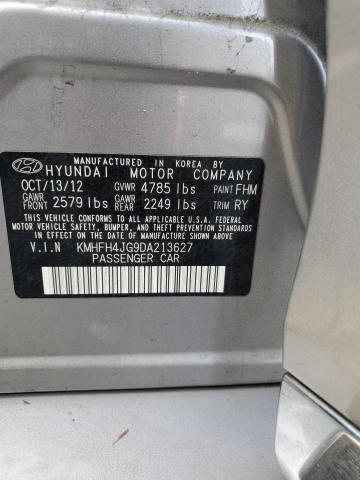 MANUFACTURED IN KOREA BY
HYUNDAI MOTOR COMPANY
OCT/13/12 GVWR 4785 lbs PAINT FHM
GAWR FRONT 2579 lbs GAWR REAR 2249 lbs TRIM RY
THIS VEHICLE CONFORMS TO ALL APPLICABLE U.S.A. FEDERAL
MOTOR VEHICLE SAFETY, BUMPER, AND THEFT PREVENTION
STANDARDS IN EFFECT ON THE DATE OF MANUFACTURE
SHOWN ABOVE.
V.I.N KMHFH4JG9DA213627
PASSENGER CAR